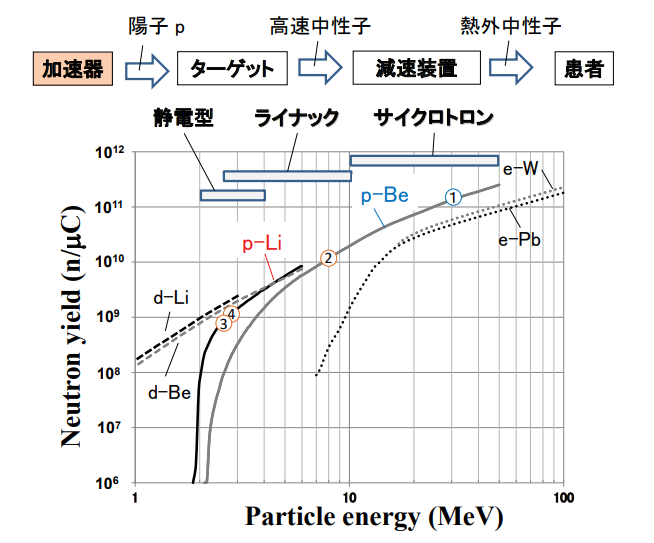 陽子 p 高速中性子 熱外中性子
加速器 ターゲット 減速装置 患者
静電型 ライナック サイクロトロン
10¹²
10¹¹
10¹⁰
10⁹
10⁸
10⁷
10⁶
Neutron yield (n/μC)
e-W
①
p-Be
e-Pb
p-Li
②
d-Li
④
③
d-Be
1 10 100
Particle energy (MeV)